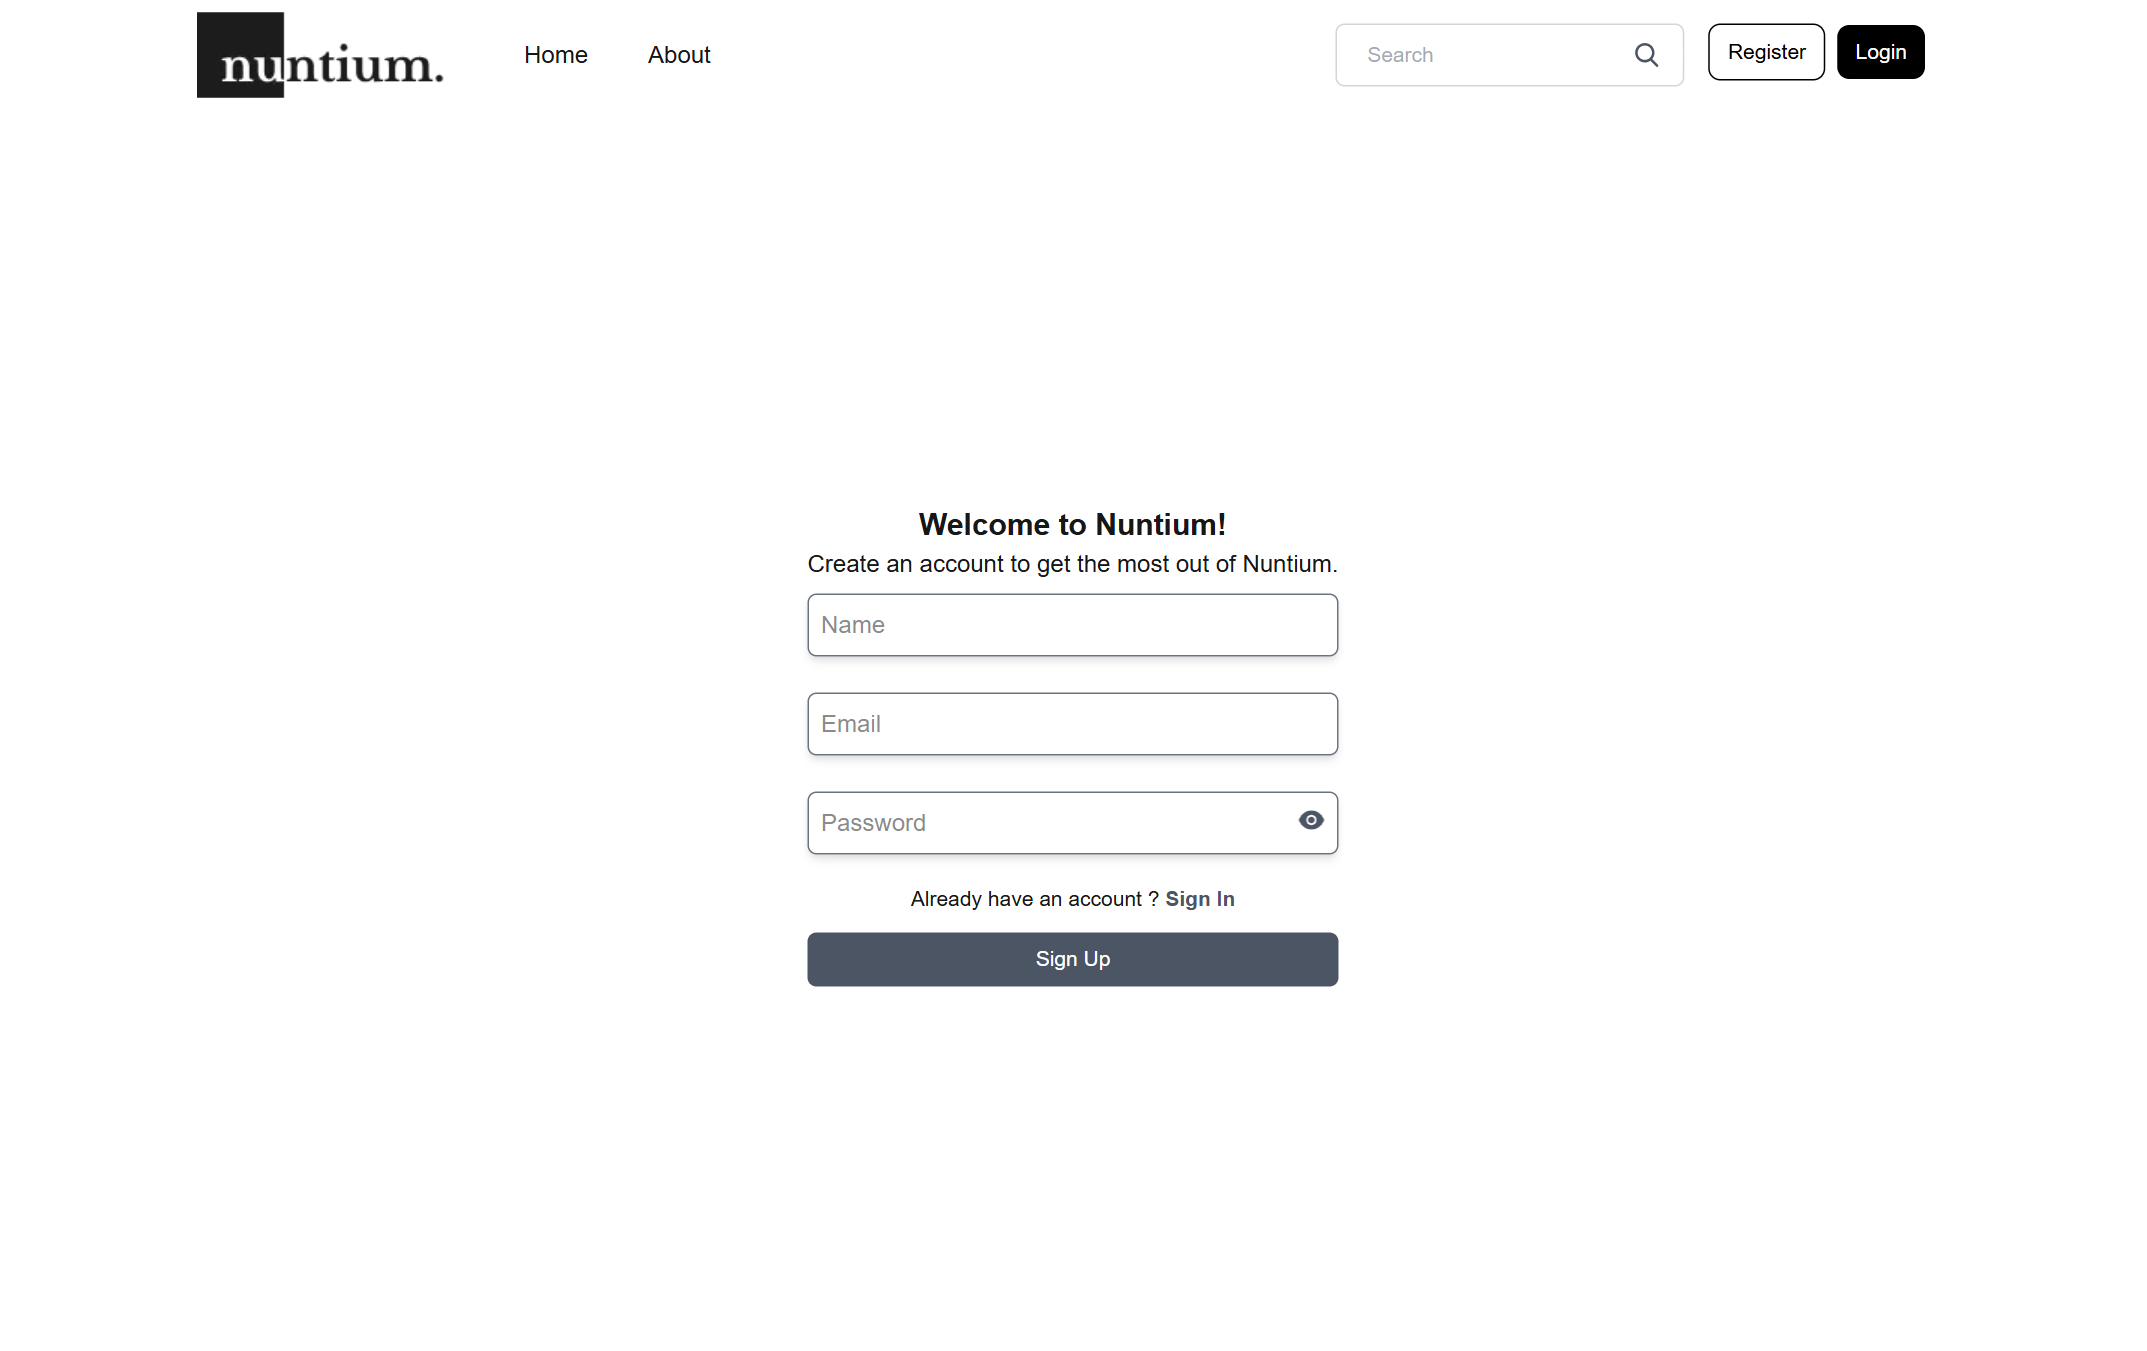 nuntium.
Home
About
Search
Register
Login
Welcome to Nuntium!
Create an account to get the most out of Nuntium.
Name
Email
Password
Already have an account ? Sign In
Sign Up